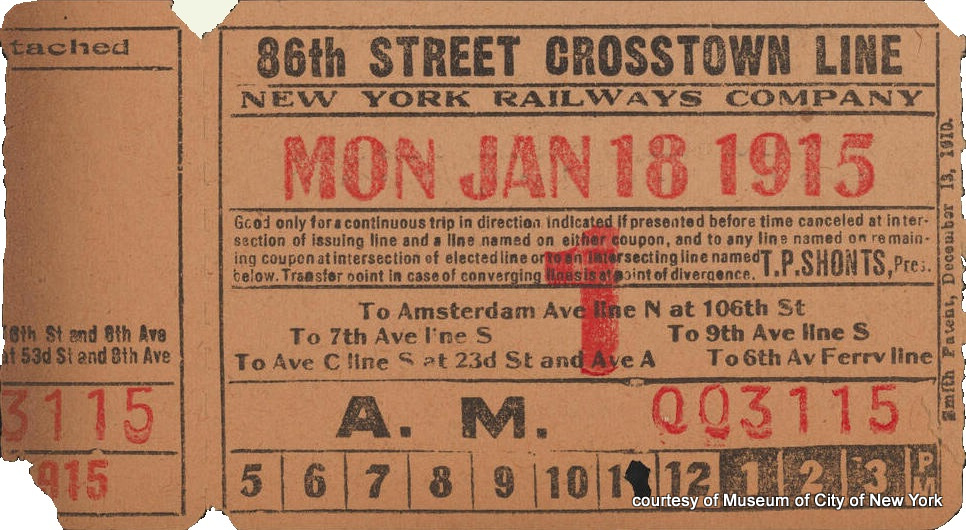 tached
16th St and 8th Ave
at 53d St and 8th Ave
3115
915
86th STREET CROSSTOWN LINE
NEW YORK RAILWAYS COMPANY
MON JAN 18 1915
Good only for a continuous trip in direction indicated if presented before time canceled at inter-
section of issuing line and a line named on either coupon, and to any line named on remain-
ing coupon at intersection of elected line or to an intersecting line named
below. Transfer point in case of converging lines is at point of divergence.
T.P.SHONTS, Pres.
1
To Amsterdam Ave line N at 106th St
To 7th Ave line S To 9th Ave line S
To Ave C line S at 23d St and Ave A To 6th Av Ferry line
A. M. 003115
5 6 7 8 9 10 1 12 1 2 3 PM
Smith Patent, December 13, 1910.
courtesy of Museum of City of New York